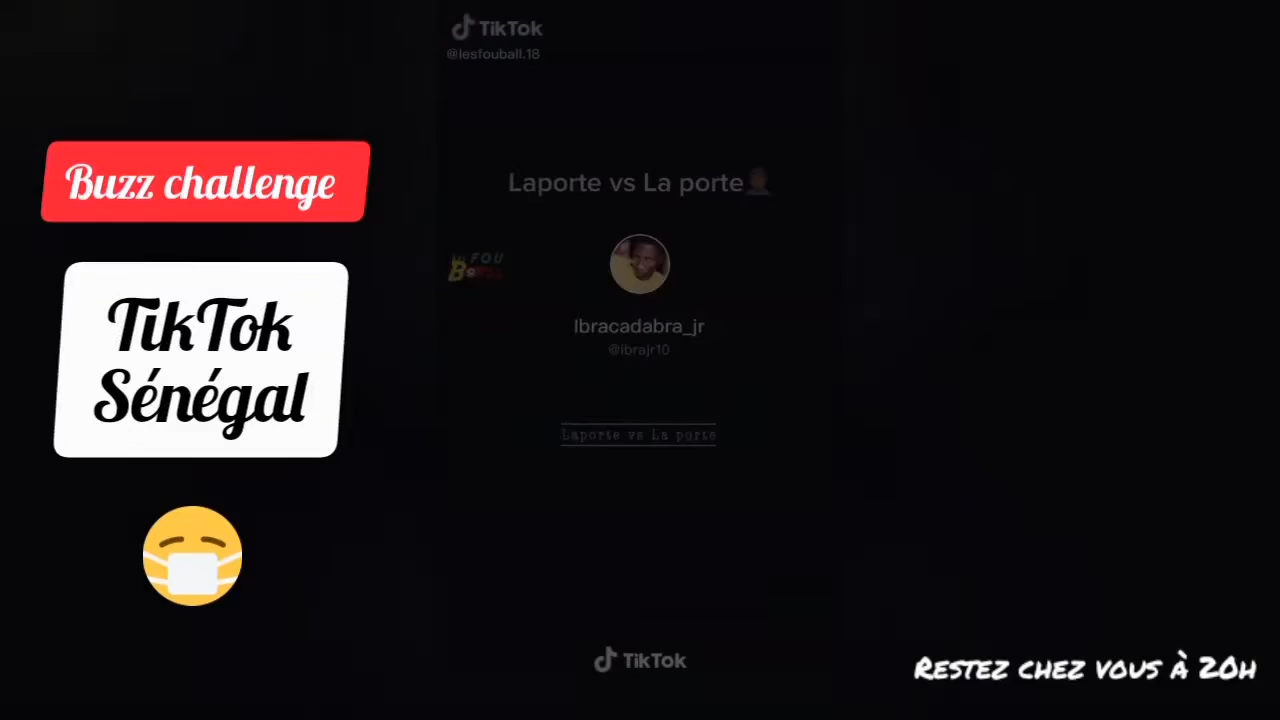 TikTok
@lesfouball.18
Buzz challenge
Laporte vs La porte
TikTok
Sénégal
FOU
Ibracadabra_jr
@ibrajr10
Laporte vs La porte
TikTok
Restez chez vous à 20h